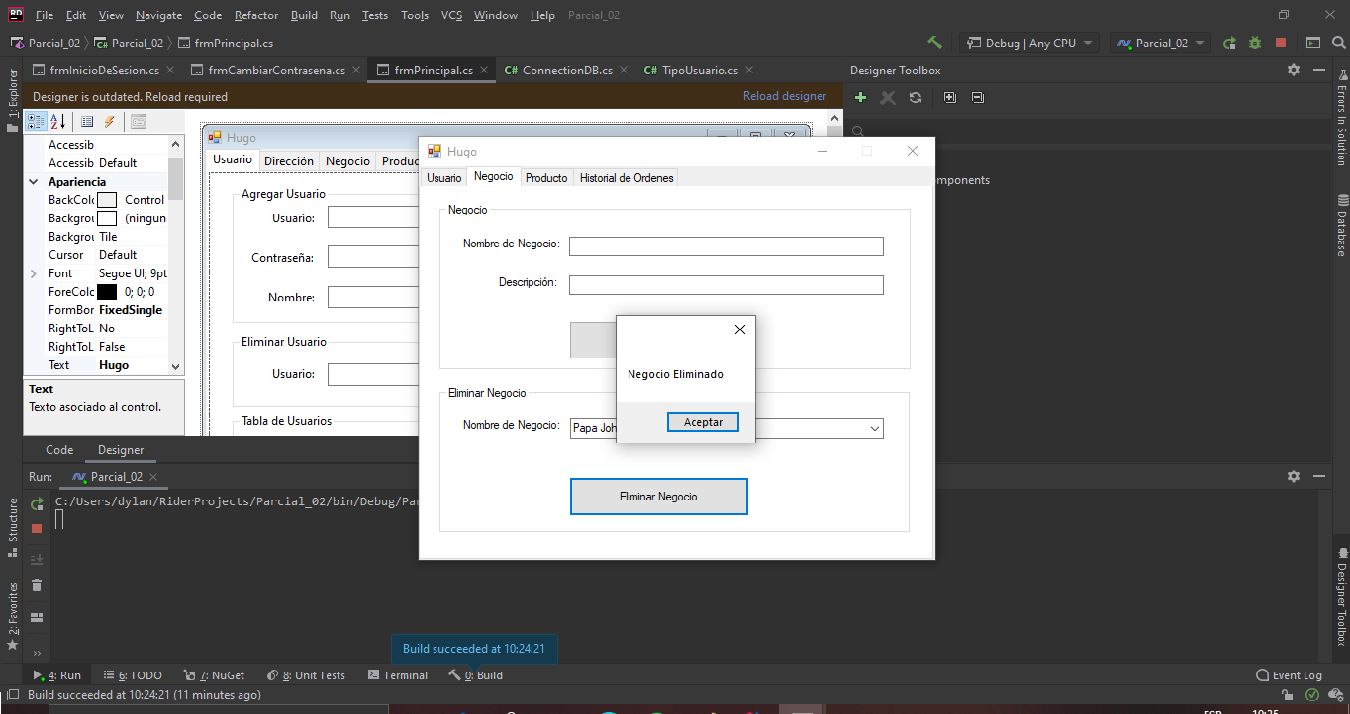 RD File Edit View Navigate Code Refactor Build Run Tests Tools VCS Window Help Parcial_02
Parcial_02 Parcial_02 frmPrincipal.cs Debug | Any CPU Parcial_02
frmInicioDeSesion.cs frmCambiarContrasena.cs frmPrincipal.cs C# ConnectionDB.cs C# TipoUsuario.cs Designer Toolbox
Designer is outdated. Reload required Reload designer
1: Explorer
Structure
2: Favorites
Errors In Solution
Database
Designer Toolbox
omponents
Accessib
Accessib Default
Apariencia
BackColo Control
Backgrou (ningun
Backgrou Tile
Cursor Default
Font Segoe UI; 9pt
ForeColo 0; 0; 0
FormBor FixedSingle
RightToL No
RightToL False
Text Hugo
Text
Texto asociado al control.
Hugo
Usuario Dirección Negocio Produc
Agregar Usuario
Usuario:
Contraseña:
Nombre:
Eliminar Usuario
Usuario:
Tabla de Usuarios
Hugo
Usuario Negocio Producto Historial de Ordenes
Negocio
Nombre de Negocio:
Descripción:
Eliminar Negocio
Nombre de Negocio: Papa Joh
Elminar Negocio
Negocio Eliminado
Aceptar
Code Designer
Run: Parcial_02
C:/Users/dylan/RiderProjects/Parcial_02/bin/Debug/Pa
Build succeeded at 10:24:21
4: Run 6: TODO 7: NuGet 8: Unit Tests Terminal 0: Build Event Log
Build succeeded at 10:24:21 (11 minutes ago)